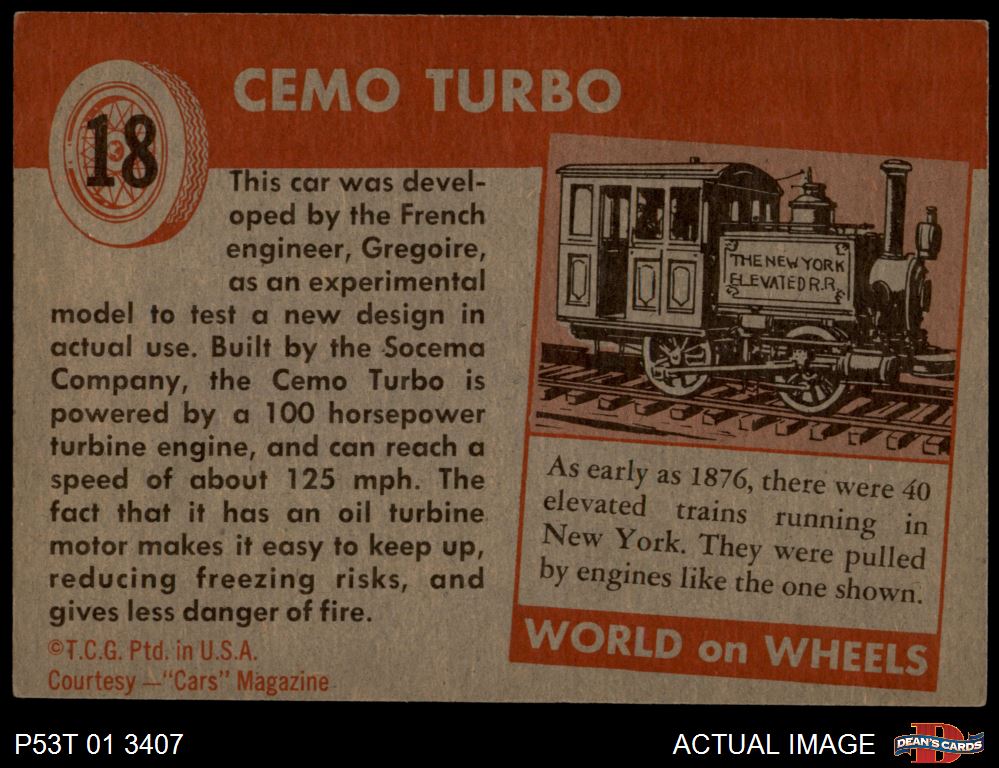 18
CEMO TURBO
This car was devel-
oped by the French
engineer, Gregoire,
as an experimental
model to test a new design in
actual use. Built by the Socema
Company, the Cemo Turbo is
powered by a 100 horsepower
turbine engine, and can reach a
speed of about 125 mph. The
fact that it has an oil turbine
motor makes it easy to keep up,
reducing freezing risks, and
gives less danger of fire.
©T.C.G. Ptd. in U.S.A.
Courtesy —"Cars" Magazine
THE NEW YORK
ELEVATED R.R.
As early as 1876, there were 40
elevated trains running in
New York. They were pulled
by engines like the one shown.
WORLD on WHEELS
P53T 01 3407
ACTUAL IMAGE
D
DEAN'S CARDS